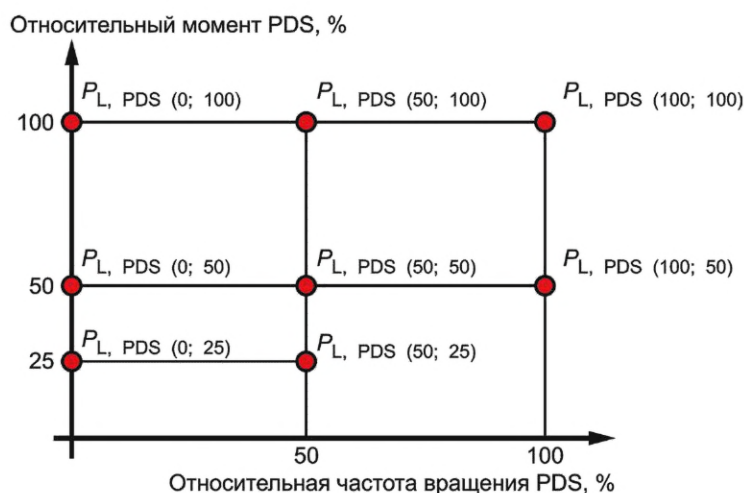 Относительный момент PDS, %
P_L, PDS (0; 100) P_L, PDS (50; 100) P_L, PDS (100; 100)
100
P_L, PDS (0; 50) P_L, PDS (50; 50) P_L, PDS (100; 50)
50
P_L, PDS (0; 25) P_L, PDS (50; 25)
25
50 100
Относительная частота вращения PDS, %